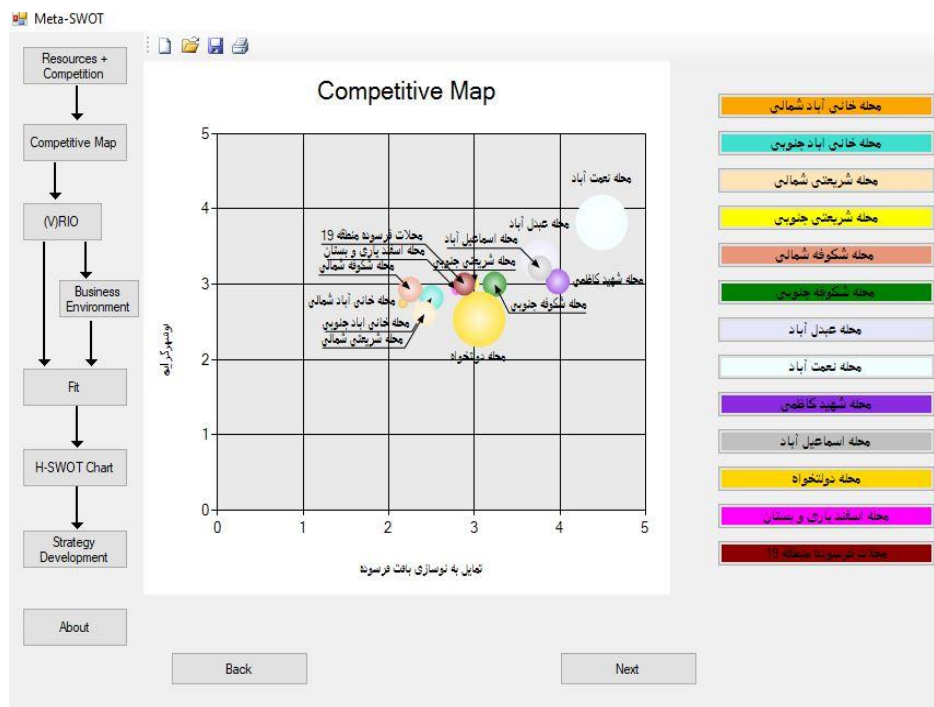 Meta-SWOT
Resources +
Competition
Competitive Map
(V)RIO
Business
Environment
Fit
H-SWOT Chart
Strategy
Development
About
Competitive Map
5
4
3
2
1
0
0
1
2
3
4
5
نوشهرگرایی
تمایل به نوسازی بافت فرسوده
محله نعمت آباد
محله عبدل آباد
محله اسماعیل آباد
محلات فرسوده منطقه 19
محله اسفند یاری و بستان
محله شریعتی جنوبی
محله شکوفه شمالی
محله شهید کاظمی
محله خانی آباد شمالی
محله شکوفه جنوبی
محله خانی اباد جنوبی
محله شریعتی شمالی
محله دولتخواه
محله خانی آباد شمالی
محله خانی اباد جنوبی
محله شریعتی شمالی
محله شریعتی جنوبی
محله شکوفه شمالی
محله شکوفه جنوبی
محله عبدل آباد
محله نعمت آباد
محله شهید کاظمی
محله اسماعیل آباد
محله دولتخواه
محله اسفند یاری و بستان
محلات فرسوده منطقه 19
Back
Next